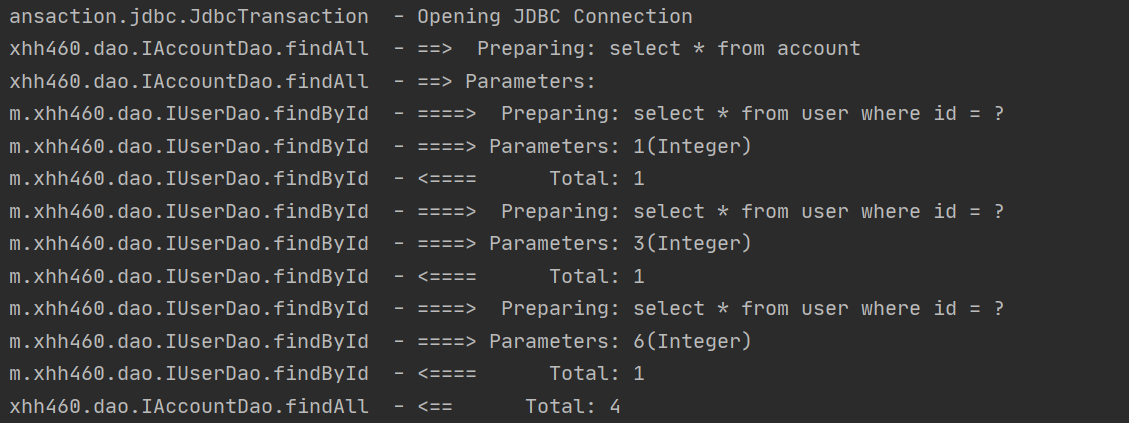 ansaction.jdbc.JdbcTransaction  - Opening JDBC Connection
xhh460.dao.IAccountDao.findAll  - ==>  Preparing: select * from account
xhh460.dao.IAccountDao.findAll  - ==> Parameters:
m.xhh460.dao.IUserDao.findById  - ====>  Preparing: select * from user where id = ?
m.xhh460.dao.IUserDao.findById  - ====> Parameters: 1(Integer)
m.xhh460.dao.IUserDao.findById  - <====      Total: 1
m.xhh460.dao.IUserDao.findById  - ====>  Preparing: select * from user where id = ?
m.xhh460.dao.IUserDao.findById  - ====> Parameters: 3(Integer)
m.xhh460.dao.IUserDao.findById  - <====      Total: 1
m.xhh460.dao.IUserDao.findById  - ====>  Preparing: select * from user where id = ?
m.xhh460.dao.IUserDao.findById  - ====> Parameters: 6(Integer)
m.xhh460.dao.IUserDao.findById  - <====      Total: 1
xhh460.dao.IAccountDao.findAll  - <==      Total: 4